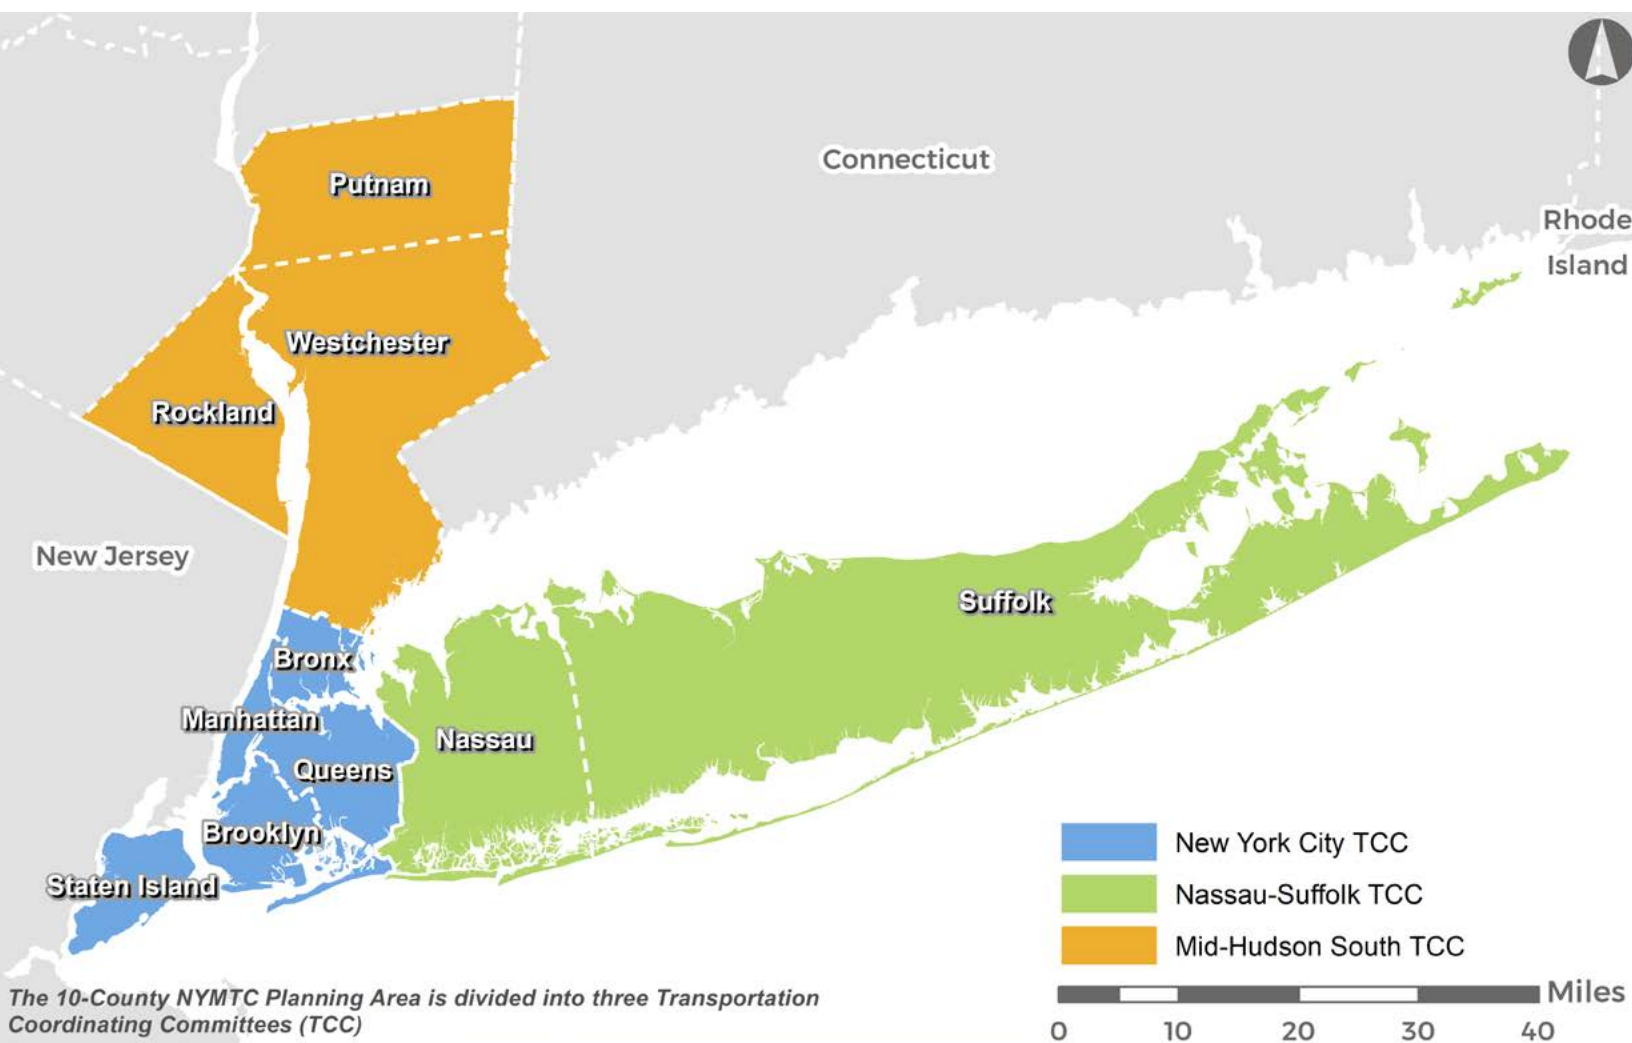 Putnam
Connecticut
Rhode
Island
Westchester
Rockland
New Jersey
Suffolk
Bronx
Manhattan
Nassau
Queens
Brooklyn
Staten Island
New York City TCC
Nassau-Suffolk TCC
Mid-Hudson South TCC
The 10-County NYMTC Planning Area is divided into three Transportation
Coordinating Committees (TCC)
Miles
0 10 20 30 40